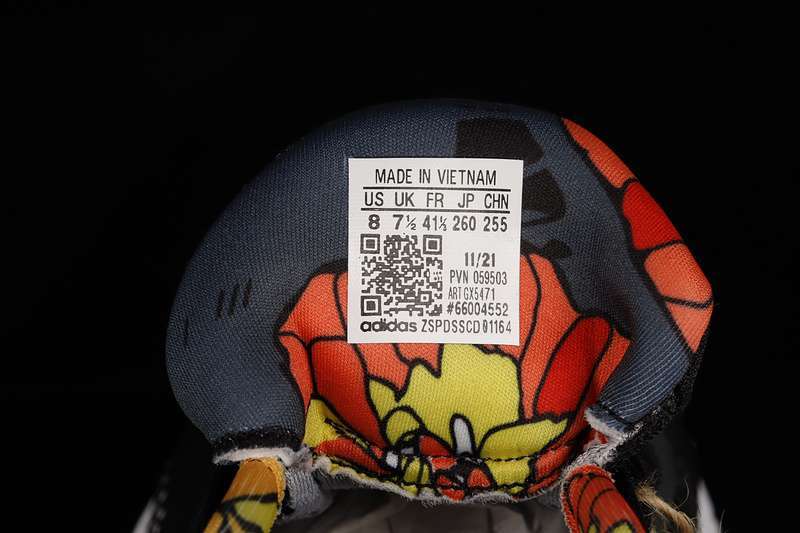 MADE IN VIETNAM
US UK FR JP CHN
8 7½ 41⅓ 260 255
11/21
PVN 059503
ART GX5471
#66004552
adidas ZSPDSSCD01164